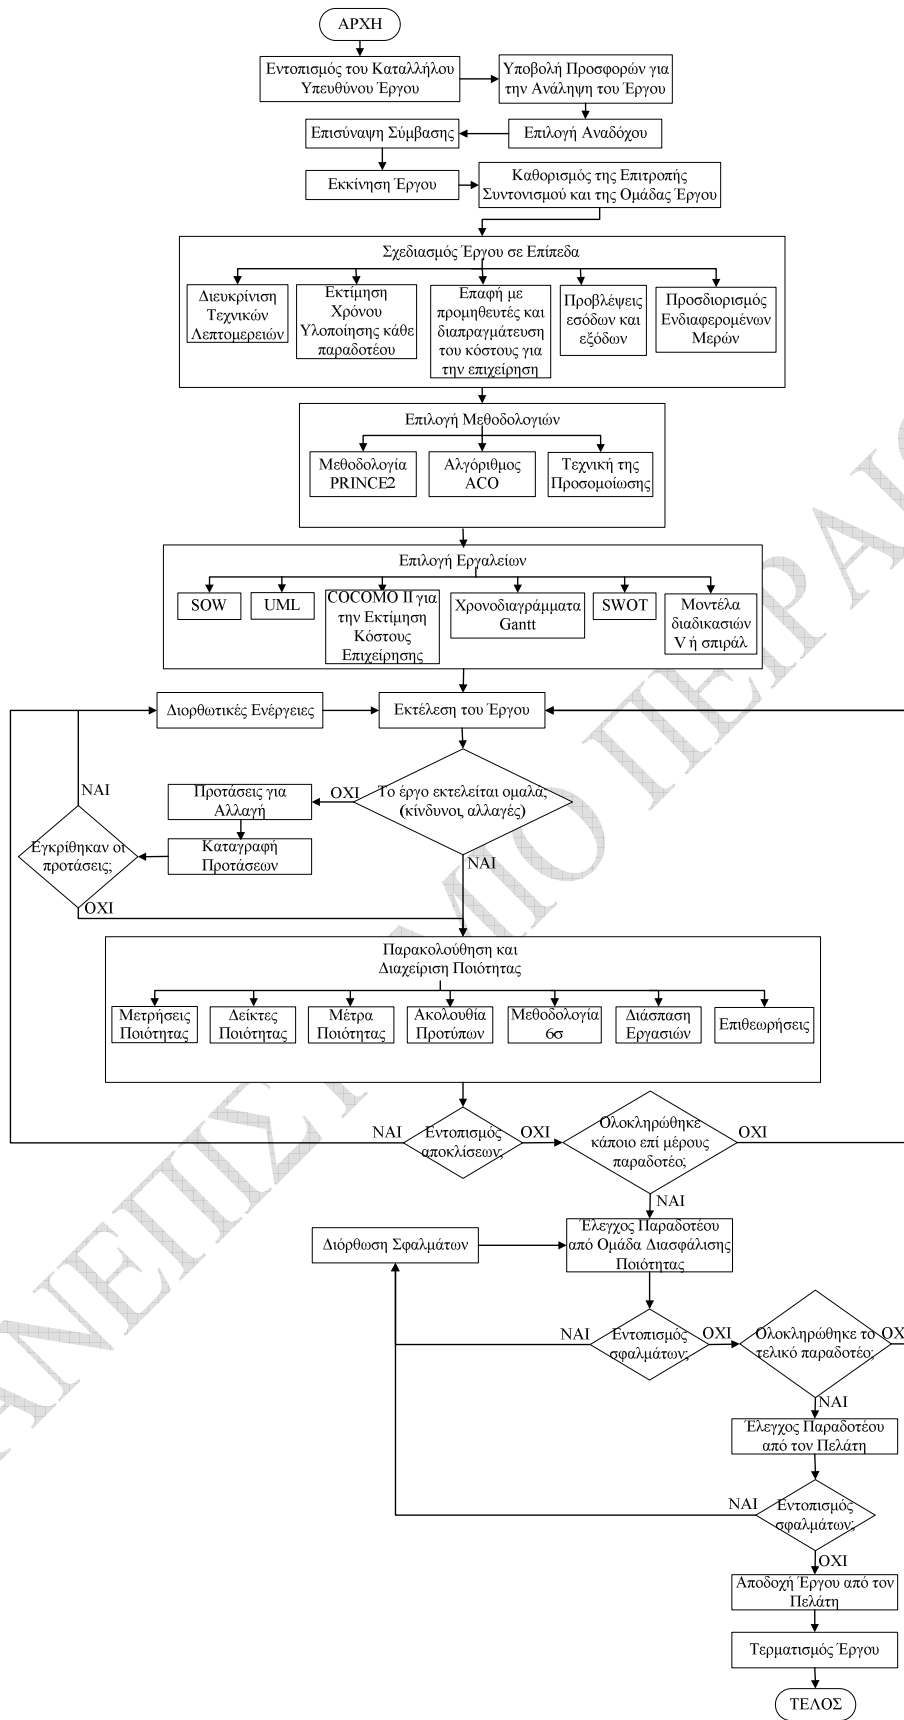 ΑΡΧΗ
Εντοπισμός του Καταλλήλου
Υπευθύνου Έργου
Υποβολή Προσφορών για
την Ανάληψη του Έργου
Επισύναψη Σύμβασης
Επιλογή Αναδόχου
Εκκίνηση Έργου
Καθορισμός της Επιτροπής
Συντονισμού και της Ομάδας Έργου
Σχεδιασμός Έργου σε Επίπεδα
Διευκρίνιση
Τεχνικών
Λεπτομερειών
Εκτίμηση
Χρόνου
Υλοποίησης κάθε
παραδοτέου
Επαφή με
προμηθευτές και
διαπραγμάτευση
του κόστους για
την επιχείρηση
Προβλέψεις
εσόδων και
εξόδων
Προσδιορισμός
Ενδιαφερομένων
Μερών
Επιλογή Μεθοδολογιών
Μεθοδολογία
PRINCE2
Αλγόριθμος
ACO
Τεχνική της
Προσομοίωσης
Επιλογή Εργαλείων
SOW
UML
COCOMO II για
την Εκτίμηση
Κόστους
Επιχείρησης
Χρονοδιαγράμματα
Gantt
SWOT
Μοντέλα
διαδικασιών
V ή σπιράλ
Διορθωτικές Ενέργειες
Εκτέλεση του Έργου
ΝΑΙ
Προτάσεις για
Αλλαγή
ΟΧΙ
Το έργο εκτελείται ομαλά;
(κίνδυνοι, αλλαγές)
Εγκρίθηκαν οι
προτάσεις;
Καταγραφή
Προτάσεων
ΝΑΙ
ΟΧΙ
Παρακολούθηση και
Διαχείριση Ποιότητας
Μετρήσεις
Ποιότητας
Δείκτες
Ποιότητας
Μέτρα
Ποιότητας
Ακολουθία
Προτύπων
Μεθοδολογία
6σ
Διάσπαση
Εργασιών
Επιθεωρήσεις
ΝΑΙ
Εντοπισμός
αποκλίσεων;
ΟΧΙ
Ολοκληρώθηκε
κάποιο επί μέρους
παραδοτέο;
ΟΧΙ
ΝΑΙ
Διόρθωση Σφαλμάτων
Έλεγχος Παραδοτέου
από Ομάδα Διασφάλισης
Ποιότητας
ΝΑΙ
Εντοπισμός
σφαλμάτων;
ΟΧΙ
Ολοκληρώθηκε το
τελικό παραδοτέο;
ΟΧ
ΝΑΙ
Έλεγχος Παραδοτέου
από τον Πελάτη
ΝΑΙ
Εντοπισμός
σφαλμάτων;
ΟΧΙ
Αποδοχή Έργου από τον
Πελάτη
Τερματισμός Έργου
ΤΕΛΟΣ